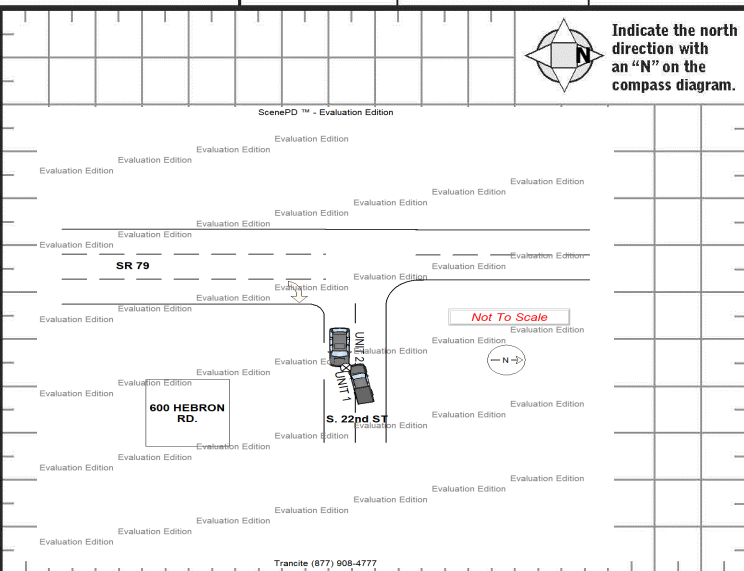 Indicate the north
direction with
an “N” on the
compass diagram.
N
ScenePD ™ - Evaluation Edition
Evaluation Edition
Evaluation Edition
Evaluation Edition
Evaluation Edition
Evaluation Edition
Evaluation Edition
Evaluation Edition
Evaluation Edition
Evaluation Edition
Evaluation Edition
Evaluation Edition
Evaluation Edition
SR 79
Evaluation Edition
Evaluation Edition
Evaluation Edition
Evaluation Edition
Evaluation Edition
Not To Scale
Evaluation Edition
Evaluation Edition
Evaluation Edition
Evaluation Edition
N
UNIT 2
UNIT 1
Evaluation Edition
Evaluation Edition
Evaluation Edition
Evaluation Edition
600 HEBRON
RD.
S. 22nd ST
Evaluation Edition
Evaluation Edition
Evaluation Edition
Evaluation Edition
Evaluation Edition
Evaluation Edition
Evaluation Edition
Evaluation Edition
Evaluation Edition
Evaluation Edition
Evaluation Edition
Evaluation Edition
Trancite (877) 908-4777